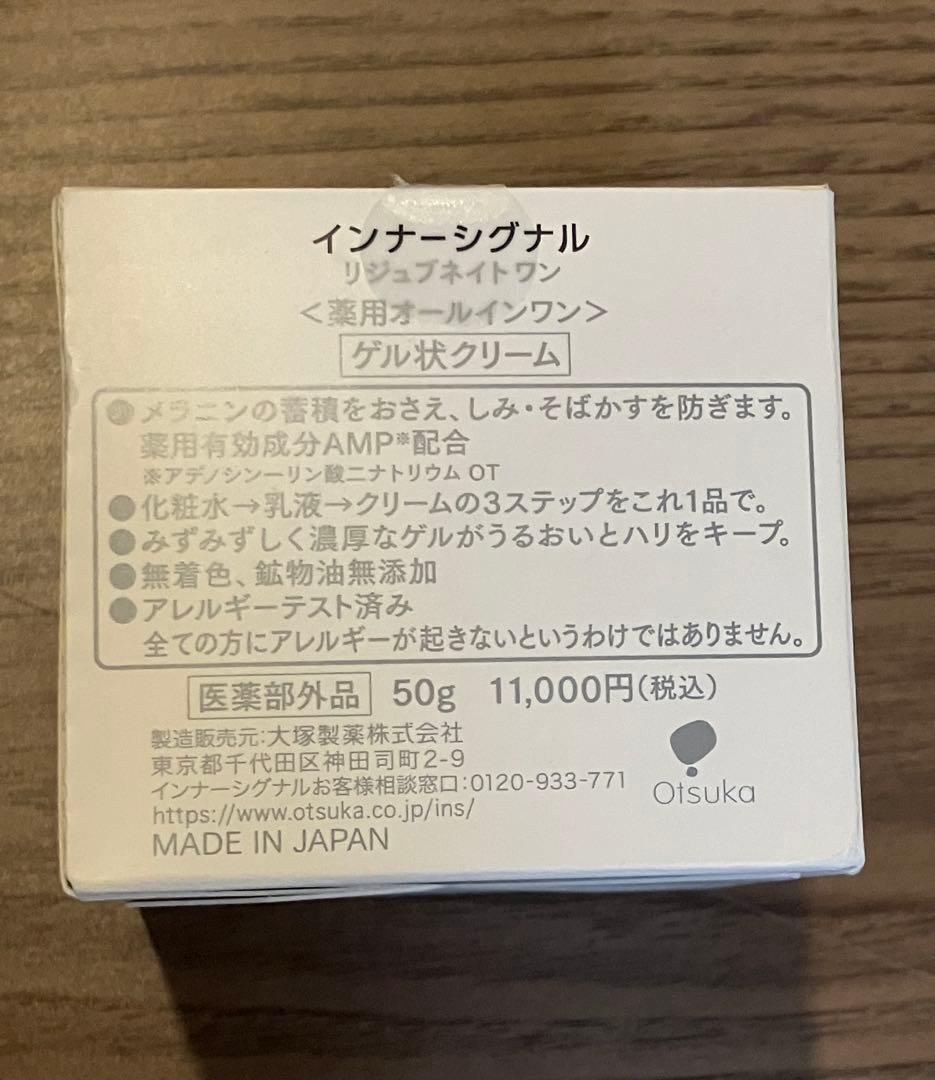 インナーシグナル
リジュブネイト ワン
＜薬用オールインワン＞
ゲル状クリーム
●メラニンの蓄積をおさえ、しみ・そばかすを防ぎます。
薬用有効成分AMP※配合
※アデノシン一リン酸二ナトリウム OT
●化粧水→乳液→クリームの3ステップをこれ1品で。
●みずみずしく濃厚なゲルがうるおいとハリをキープ。
●無着色、鉱物油無添加
●アレルギーテスト済み
全ての方にアレルギーが起きないというわけではありません。
医薬部外品 50g 11,000円(税込)
製造販売元:大塚製薬株式会社
東京都千代田区神田司町2-9
インナーシグナルお客様相談窓口:0120-933-771
https://www.otsuka.co.jp/ins/
MADE IN JAPAN
Otsuka